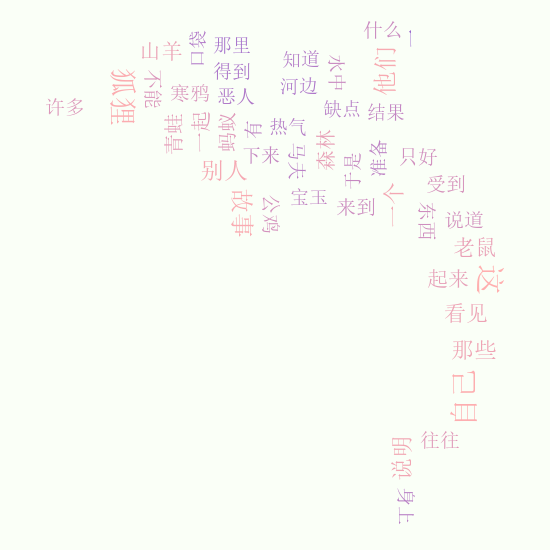 什么
一
口袋
那里
山羊
他们
知道
水中
得到
狐狸
不能
河边
寒鸦
恶人
许多
缺点
结果
青蛙
一起
蚂蚁
有
热气
森林
下来
马夫
于是
准备
只好
别人
受到
故事
公鸡
宝玉
来到
一个
东西
说道
老鼠
起来
这
看见
那些
自己
往往
说明
身上